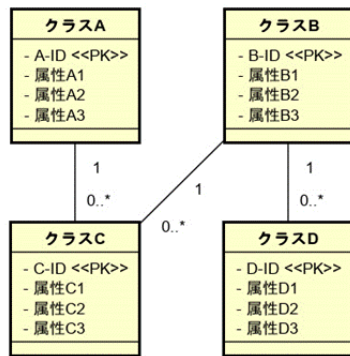 クラスA
- A-ID <<PK>>
- 属性A1
- 属性A2
- 属性A3
クラスB
- B-ID <<PK>>
- 属性B1
- 属性B2
- 属性B3
1
0..*
1
0..*
1
0..*
クラスC
- C-ID <<PK>>
- 属性C1
- 属性C2
- 属性C3
クラスD
- D-ID <<PK>>
- 属性D1
- 属性D2
- 属性D3